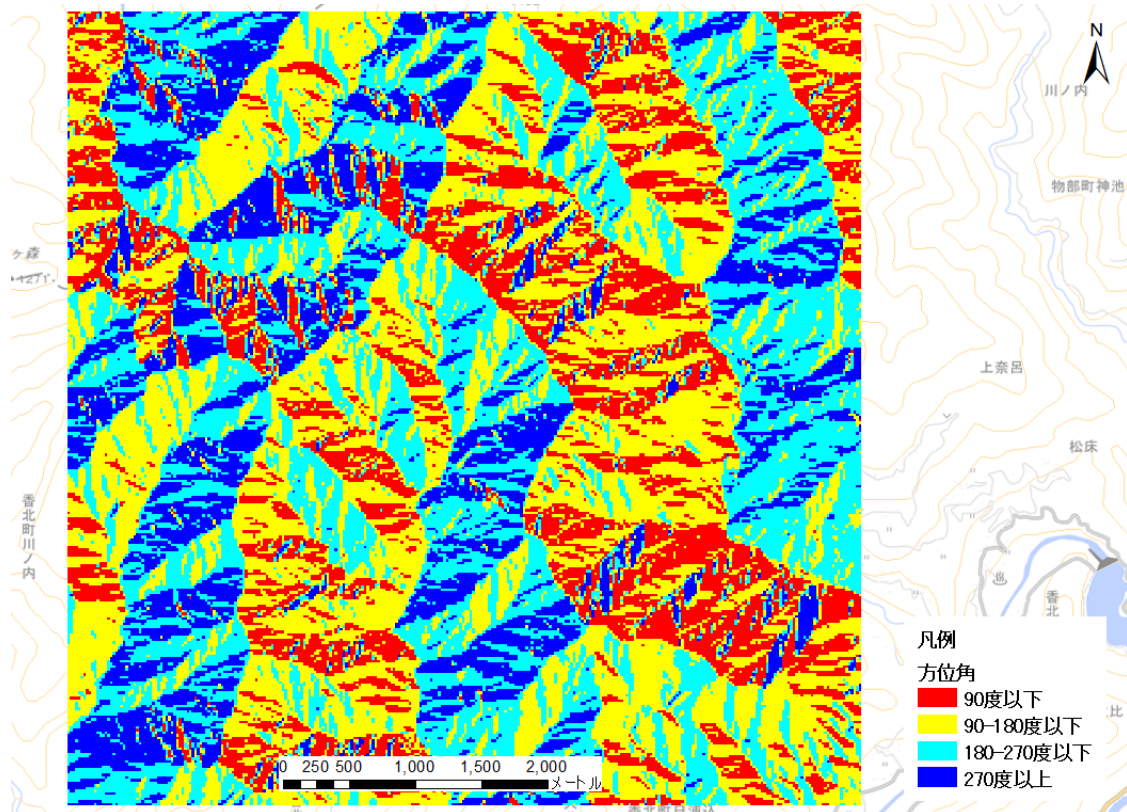 N
川ノ内
物部町神池
ケ森
上奈呂
松床
香北町川ノ内
香北
凡例
方位角
90度以下
90-180度以下
180-270度以下
270度以上
比
0 250 500 1,000 1,500 2,000
メートル